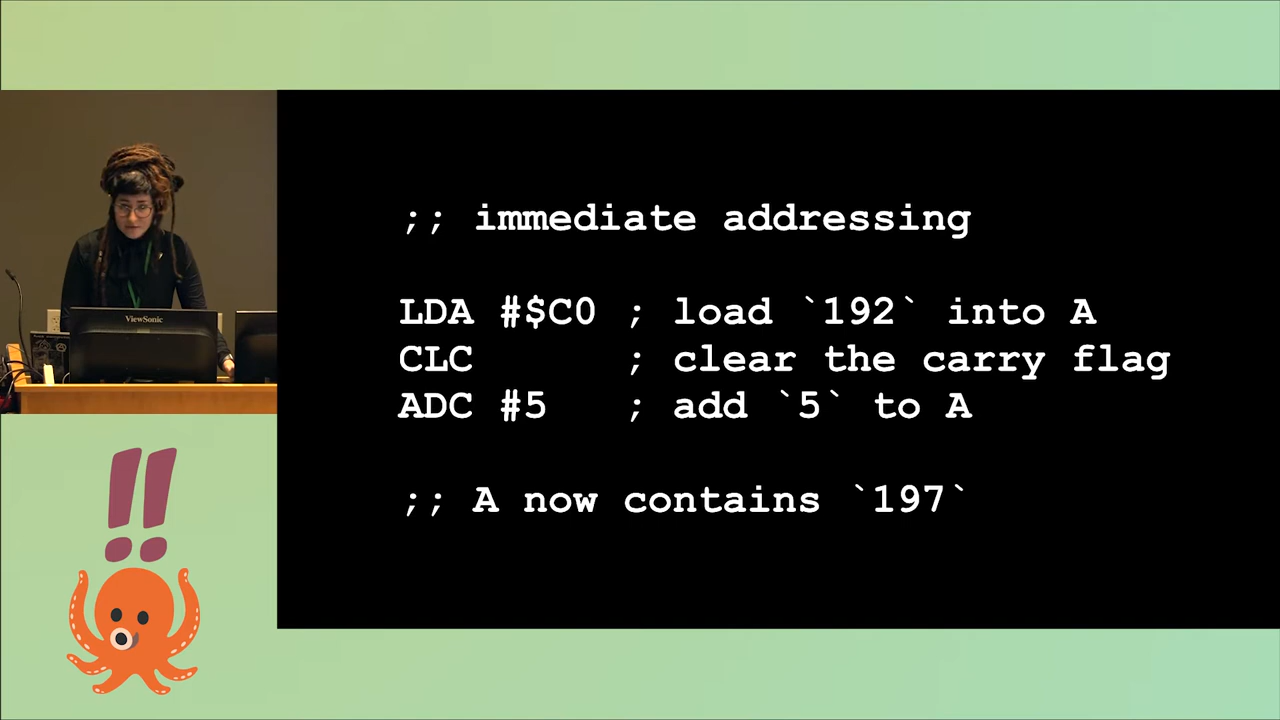 ;; immediate addressing
LDA #$C0 ; load `192` into A
CLC      ; clear the carry flag
ADC #5   ; add `5` to A
;; A now contains `197`
ViewSonic
!!